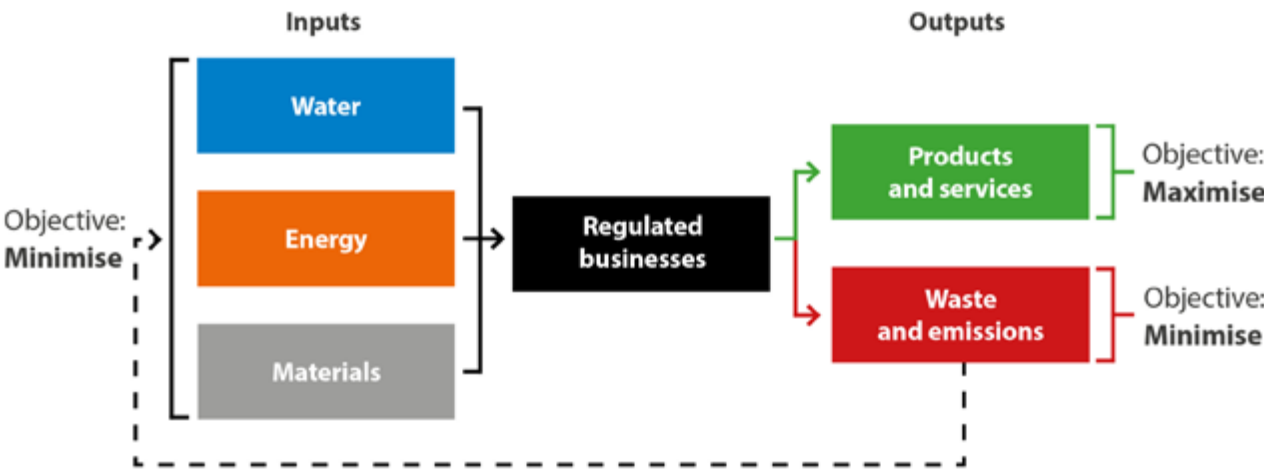 Inputs
Outputs
Water
Energy
Materials
Objective:
Minimise
Regulated
businesses
Products
and services
Objective:
Maximise
Waste
and emissions
Objective:
Minimise